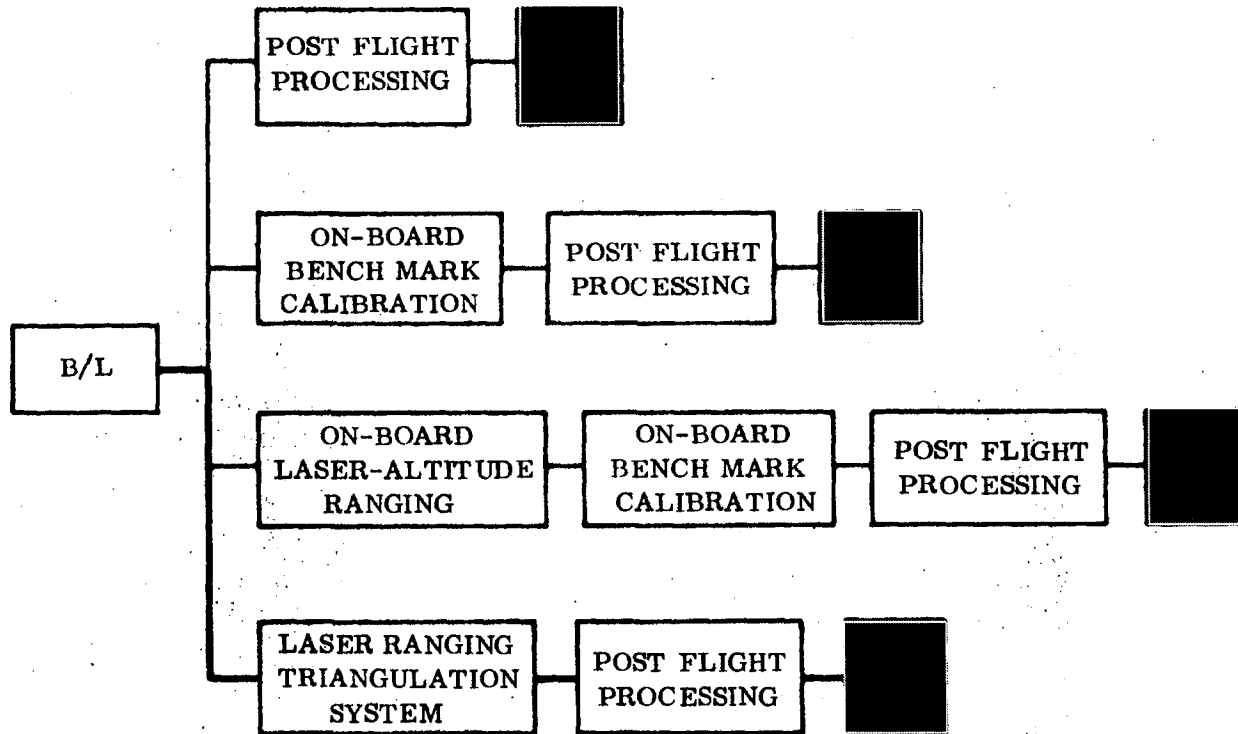 POST FLIGHT
PROCESSING
ON-BOARD
BENCH MARK
CALIBRATION
POST FLIGHT
PROCESSING
B/L
ON-BOARD
LASER-ALTITUDE
RANGING
ON-BOARD
BENCH MARK
CALIBRATION
POST FLIGHT
PROCESSING
LASER RANGING
TRIANGULATION
SYSTEM
POST FLIGHT
PROCESSING